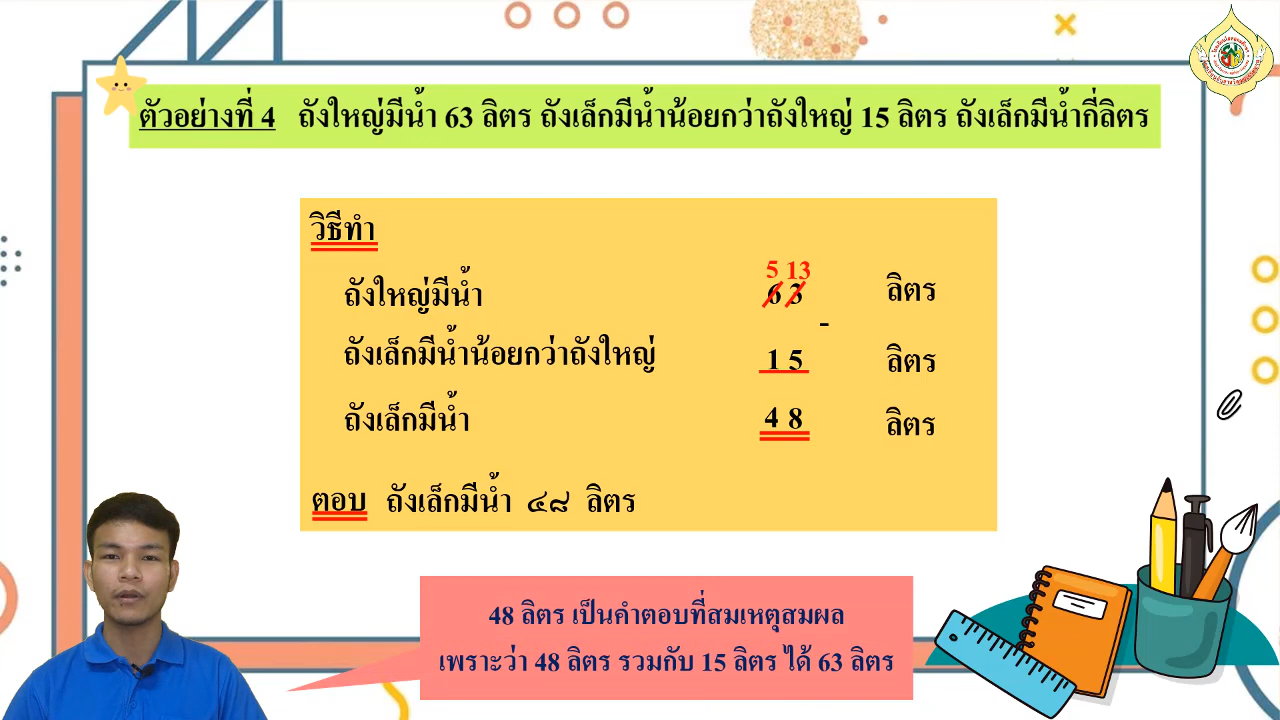 ตัวอย่างที่ 4 ถังใหญ่มีน้ำ 63 ลิตร ถังเล็กมีน้ำน้อยกว่าถังใหญ่ 15 ลิตร ถังเล็กมีน้ำกี่ลิตร
วิธีทำ
5 13
ถังใหญ่มีน้ำ 6 3 ลิตร
-
ถังเล็กมีน้ำน้อยกว่าถังใหญ่ 1 5 ลิตร
ถังเล็กมีน้ำ 4 8 ลิตร
ตอบ ถังเล็กมีน้ำ ๔๘ ลิตร
48 ลิตร เป็นคำตอบที่สมเหตุสมผล
เพราะว่า 48 ลิตร รวมกับ 15 ลิตร ได้ 63 ลิตร